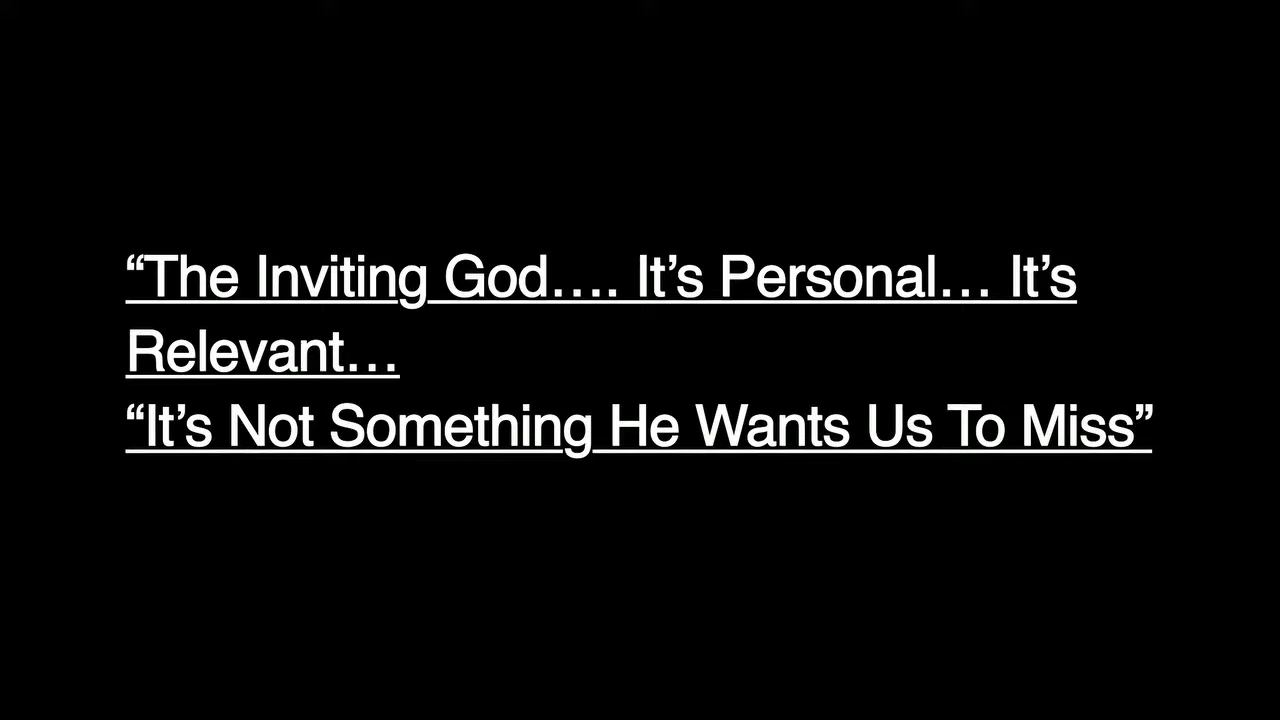 “The Inviting God.... It’s Personal... It’s
Relevant...
“It’s Not Something He Wants Us To Miss”